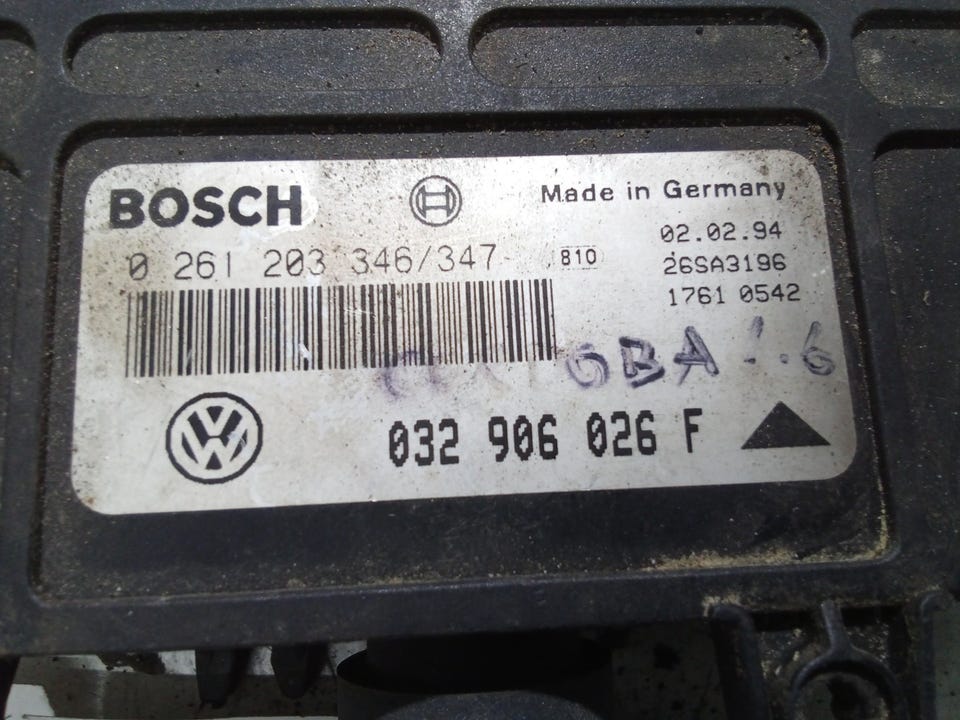 BOSCH
Made in Germany
02.02.94
0 261 203 346/347
810
26SA3196
1761 0542
OBA 1.6
032 906 026 F